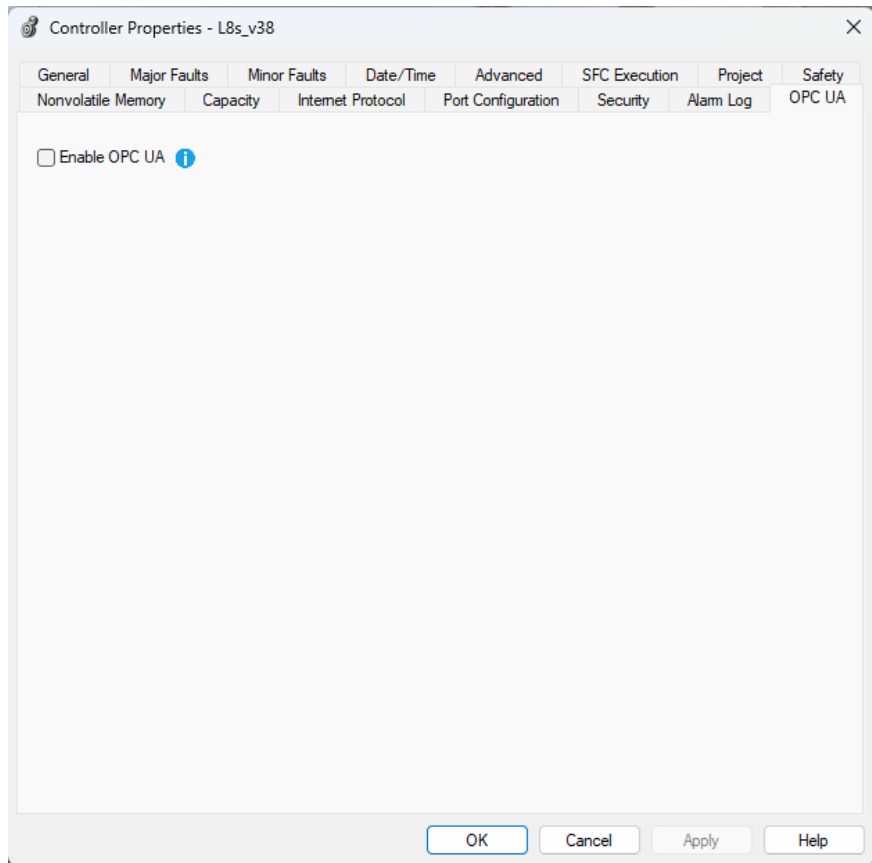 Controller Properties - L8s_v38
General Major Faults Minor Faults Date/Time Advanced SFC Execution Project Safety
Nonvolatile Memory Capacity Internet Protocol Port Configuration Security Alarm Log OPC UA
Enable OPC UA
OK Cancel Apply Help